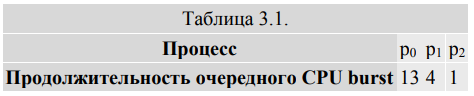 Таблица 3.1.
Процесс p₀ p₁ p₂
Продолжительность очередного CPU burst 13 4 1